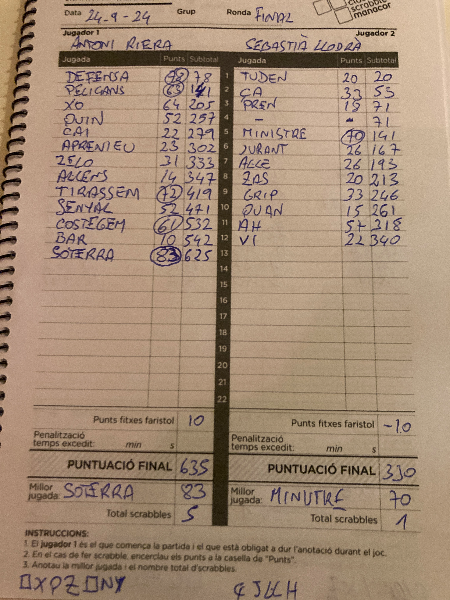 Data 24-9-24 Grup Ronda FINAL
scrabble manacor
Jugador 1 Jugador 2
ANTONI RIERA SEBASTIÀ LLODRÀ
Jugada Punts Subtotal Jugada Punts Subtotal
DEFENSA 78 78 1 TUDEN 20 20
PELICANS 63 141 2 ÇA 33 53
XO 64 205 3 PREN 18 71
QUIN 52 257 4 - - 71
CAI 22 279 5 MINISTRE 70 141
APRENIEU 23 302 6 JURANT 26 167
ZELO 31 333 7 ALCE 26 193
ALLENS 14 347 8 ZAS 20 213
TIRASSEM 72 419 9 GRIP 33 246
SENYAL 52 471 10 QUAN 15 261
COSTEGEM 61 532 11 AH 57 318
BAR 10 542 12 VI 22 340
SOTERRA 83 625 13
14
15
16
17
18
19
20
21
22
Punts fitxes faristol 10 Punts fitxes faristol -10
Penalització temps excedit: min s Penalització temps excedit: min s
PUNTUACIÓ FINAL 635 PUNTUACIÓ FINAL 330
Millor jugada: SOTERRA 83 Millor jugada: MINISTRE 70
Total scrabbles 5 Total scrabbles 1
INSTRUCCIONS:
1. El jugador 1 és el que comença la partida i el que està obligat a dur l'anotació durant el joc.
2. En el cas de fer scrabble, encercleu els punts a la casella de "Punts".
3. Anotau la millor jugada i el nombre total d'scrabbles.